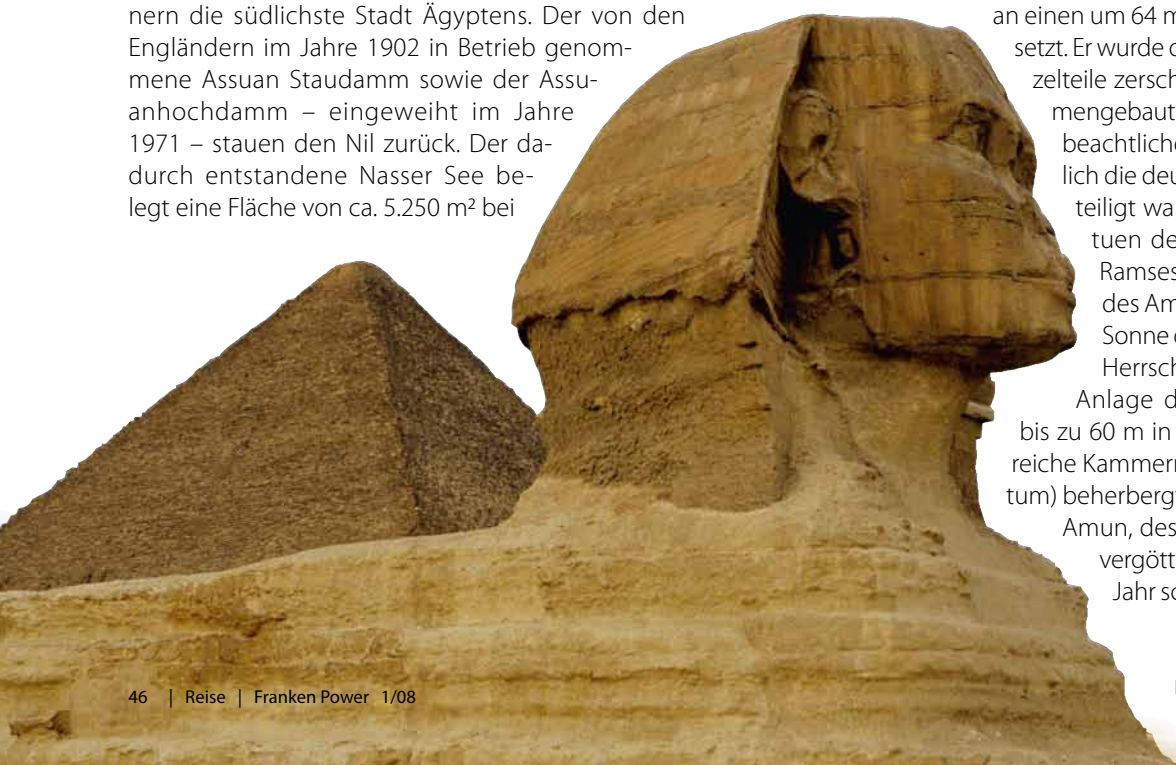 nern die südlichste Stadt Ägyptens. Der von den
Engländern im Jahre 1902 in Betrieb genom-
mene Assuan Staudamm sowie der Assu-
anhochdamm – eingeweiht im Jahre
1971 – stauen den Nil zurück. Der da-
durch entstandene Nasser See be-
legt eine Fläche von ca. 5.250 m² bei
an einen um 64 m
setzt. Er wurde
zelteile zersch
mengebaut
beachtliche
lich die deu
teiligt wa
tuen de
Ramses
des Am
Sonne
Herrsch
Anlage d
bis zu 60 m in
reiche Kammer
tum) beherberg
Amun, des
vergött
Jahr sc
46 | Reise | Franken Power 1/08